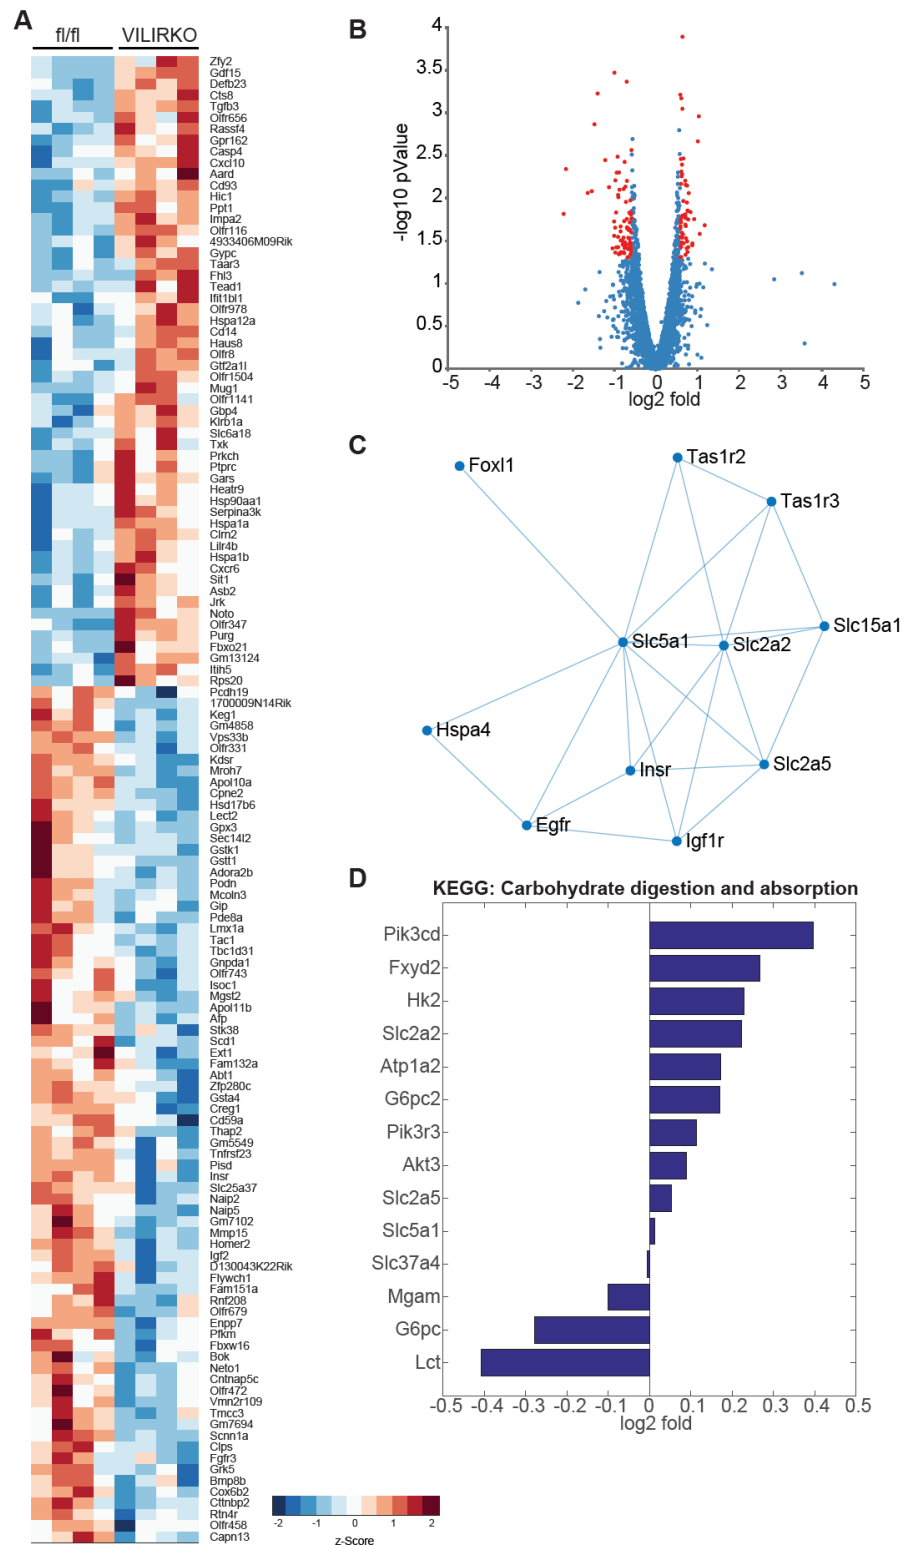 A
fl/fl
VILIRKO
Zfy2
Gdf15
Defb23
Cts8
Tgfb3
Olfr656
Rassf4
Gpr162
Casp4
Cxcl10
Aard
Cd93
Hic1
Ppt1
Impa2
Olfr116
4933406M09Rik
Gypc
Taar3
Fhl3
Tead1
Ifit1bl1
Olfr978
Hspa12a
Cd14
Haus8
Olfr8
Gtf2a1l
Olfr1504
Mug1
Olfr1141
Gbp4
Klrb1a
Slc6a18
Txk
Prkch
Ptprc
Gars
Heatr9
Hsp90aa1
Serpina3k
Hspa1a
Clrn2
Lilr4b
Hspa1b
Cxcr6
Sit1
Asb2
Jrk
Noto
Olfr347
Purg
Fbxo21
Gm13124
Itih5
Rps20
Pcdh19
1700009N14Rik
Keg1
Gm4858
Vps33b
Olfr331
Kdsr
Mroh7
Apol10a
Cpne2
Hsd17b6
Lect2
Gpx3
Sec14l2
Gstk1
Gstt1
Adora2b
Podn
Mcoln3
Gip
Pde8a
Lmx1a
Tac1
Tbc1d31
Gnpda1
Olfr743
Isoc1
Mgst2
Apol11b
Afp
Stk38
Scd1
Ext1
Fam132a
Abt1
Zfp280c
Gsta4
Creg1
Cd59a
Thap2
Gm5549
Tnfrsf23
Pisd
Insr
Slc25a37
Naip2
Naip5
Gm7102
Mmp15
Homer2
Igf2
D130043K22Rik
Flywch1
Fam151a
Rnf208
Olfr679
Enpp7
Pfkm
Fbxw16
Bok
Neto1
Cntnap5c
Olfr472
Vmn2r109
Tmcc3
Gm7694
Scnn1a
Clps
Fgfr3
Grk5
Bmp8b
Cox6b2
Cttnbp2
Rtn4r
Olfr458
Capn13
-2 -1 0 1 2
z-Score
B
4
3.5
3
2.5
2
1.5
1
0.5
0
-log10 pValue
-5 -4 -3 -2 -1 0 1 2 3 4 5
log2 fold
C
Foxl1
Tas1r2
Tas1r3
Slc15a1
Slc5a1
Slc2a2
Hspa4
Insr
Slc2a5
Egfr
Igf1r
D
KEGG: Carbohydrate digestion and absorption
Pik3cd
Fxyd2
Hk2
Slc2a2
Atp1a2
G6pc2
Pik3r3
Akt3
Slc2a5
Slc5a1
Slc37a4
Mgam
G6pc
Lct
-0.5 -0.4 -0.3 -0.2 -0.1 0 0.1 0.2 0.3 0.4 0.5
log2 fold